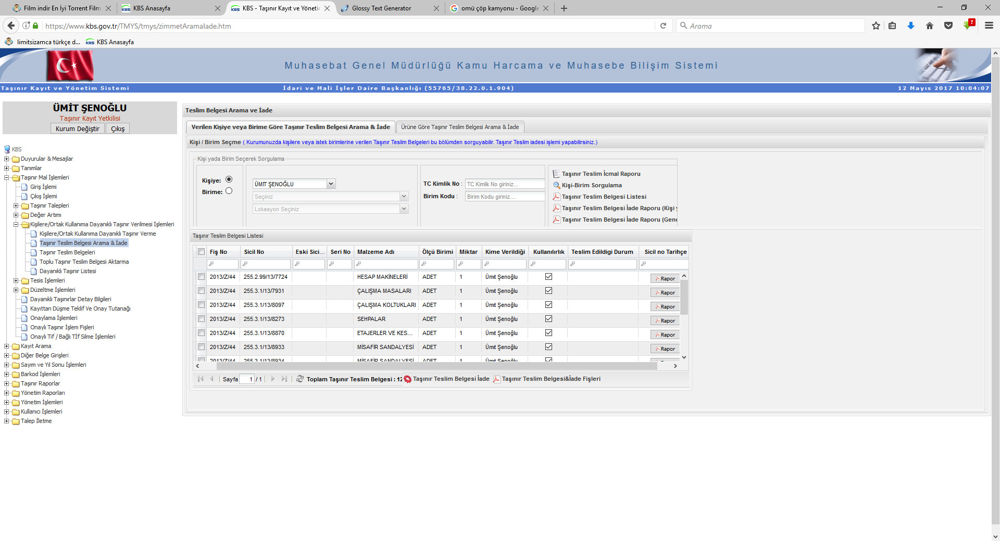 Film indir En İyi Torrent Film
KBS Anasayfa
KBS - Taşınır Kayıt ve Yönetim
Glossy Text Generator
omü çöp kamyonu - Google
https://www.kbs.gov.tr/TMYS/tmys/zimmetAramaIade.htm
Arama
limitsizamca türkçe d...
KBS Anasayfa
Muhasebat Genel Müdürlüğü Kamu Harcama ve Muhasebe Bilişim Sistemi
Taşınır Kayıt ve Yönetim Sistemi
İdari ve Mali İşler Daire Başkanlığı (55765/38.22.0.1.904)
12 Mayıs 2017 10:04:07
ÜMİT ŞENOĞLU
Taşınır Kayıt Yetkilisi
Kurum Değiştir
Çıkış
KBS
Duyurular & Mesajlar
Tanımlar
Taşınır Mal İşlemleri
Giriş İşlemi
Çıkış İşlemi
Taşınır Talepleri
Değer Artımı
Kişilere/Ortak Kullanıma Dayanıklı Taşınır Verilmesi İşlemleri
Kişilere/Ortak Kullanıma Dayanıklı Taşınır Verme
Taşınır Teslim Belgesi Arama & İade
Taşınır Teslim Belgeleri
Toplu Taşınır Teslim Belgesi Aktarma
Dayanıklı Taşınır Listesi
Tesis İşlemleri
Düzeltme İşlemleri
Dayanıklı Taşınırlar Detay Bilgileri
Kayıttan Düşme Teklif Ve Onay Tutanağı
Onaylama İşlemleri
Onaylı Taşınır İşlem Fişleri
Onaylı Tif / Bağlı Tİf Silme İşlemleri
Kayıt Arama
Diğer Belge Girişleri
Sayım ve Yıl Sonu İşlemleri
Barkod İşlemleri
Taşınır Raporlar
Yönetim Raporları
Yönetim İşlemleri
Kullanıcı İşlemleri
Talep İletme
Teslim Belgesi Arama ve İade
Verilen Kişiye veya Birime Göre Taşınır Teslim Belgesi Arama & İade
Ürüne Göre Taşınır Teslim Belgesi Arama & İade
Kişi / Birim Seçme ( Kurumunuzda kişilere veya istek birimlerine verilen Taşınır Teslim Belgeleri bu bölümden sorguyabilir. Taşınır Teslim iadesi işlemi yapabilirsiniz.)
Kişi yada Birim Seçerek Sorgulama
Kişiye:
Birime:
ÜMİT ŞENOĞLU
Seçiniz
Lokasyon Seçiniz
TC Kimlik No :
TC Kimlik No giriniz...
Birim Kodu :
Birim Kodu giriniz....
Taşınır Teslim İcmal Raporu
Kişi-Birim Sorgulama
Taşınır Teslim Belgesi Listesi
Taşınır Teslim Belgesi İade Raporu (Kişi
Taşınır Teslim Belgesi İade Raporu (Gene
Taşınır Teslim Belgesi Listesi
Fiş No Sicil No Eski Sici... Seri No Malzeme Adı Ölçü Birimi Miktar Kime Verildiği Kullanılırlık Teslim Edildigi Durum Sicil no Tarihçe
2013/Z/44 255.2.99/13/7724 HESAP MAKİNELERİ ADET 1 Ümit Şenoğlu Rapor
2013/Z/44 255.3.1/13/7931 ÇALIŞMA MASALARI ADET 1 Ümit Şenoğlu Rapor
2013/Z/44 255.3.1/13/8097 ÇALIŞMA KOLTUKLARI ADET 1 Ümit Şenoğlu Rapor
2013/Z/44 255.3.1/13/8273 SEHPALAR ADET 1 Ümit Şenoğlu Rapor
2013/Z/44 255.3.1/13/8870 ETAJERLER VE KES... ADET 1 Ümit Şenoğlu Rapor
2013/Z/44 255.3.1/13/8933 MİSAFİR SANDALYESİ ADET 1 Ümit Şenoğlu Rapor
2013/Z/44 255.3.1/13/8934 MİSAFİR SANDALYESİ ADET 1 Ümit Şenoğlu
Sayfa 1 / 1
Toplam Taşınır Teslim Belgesi : 12
Taşınır Teslim Belgesi İade
Taşınır Teslim Belgesi&İade Fişleri